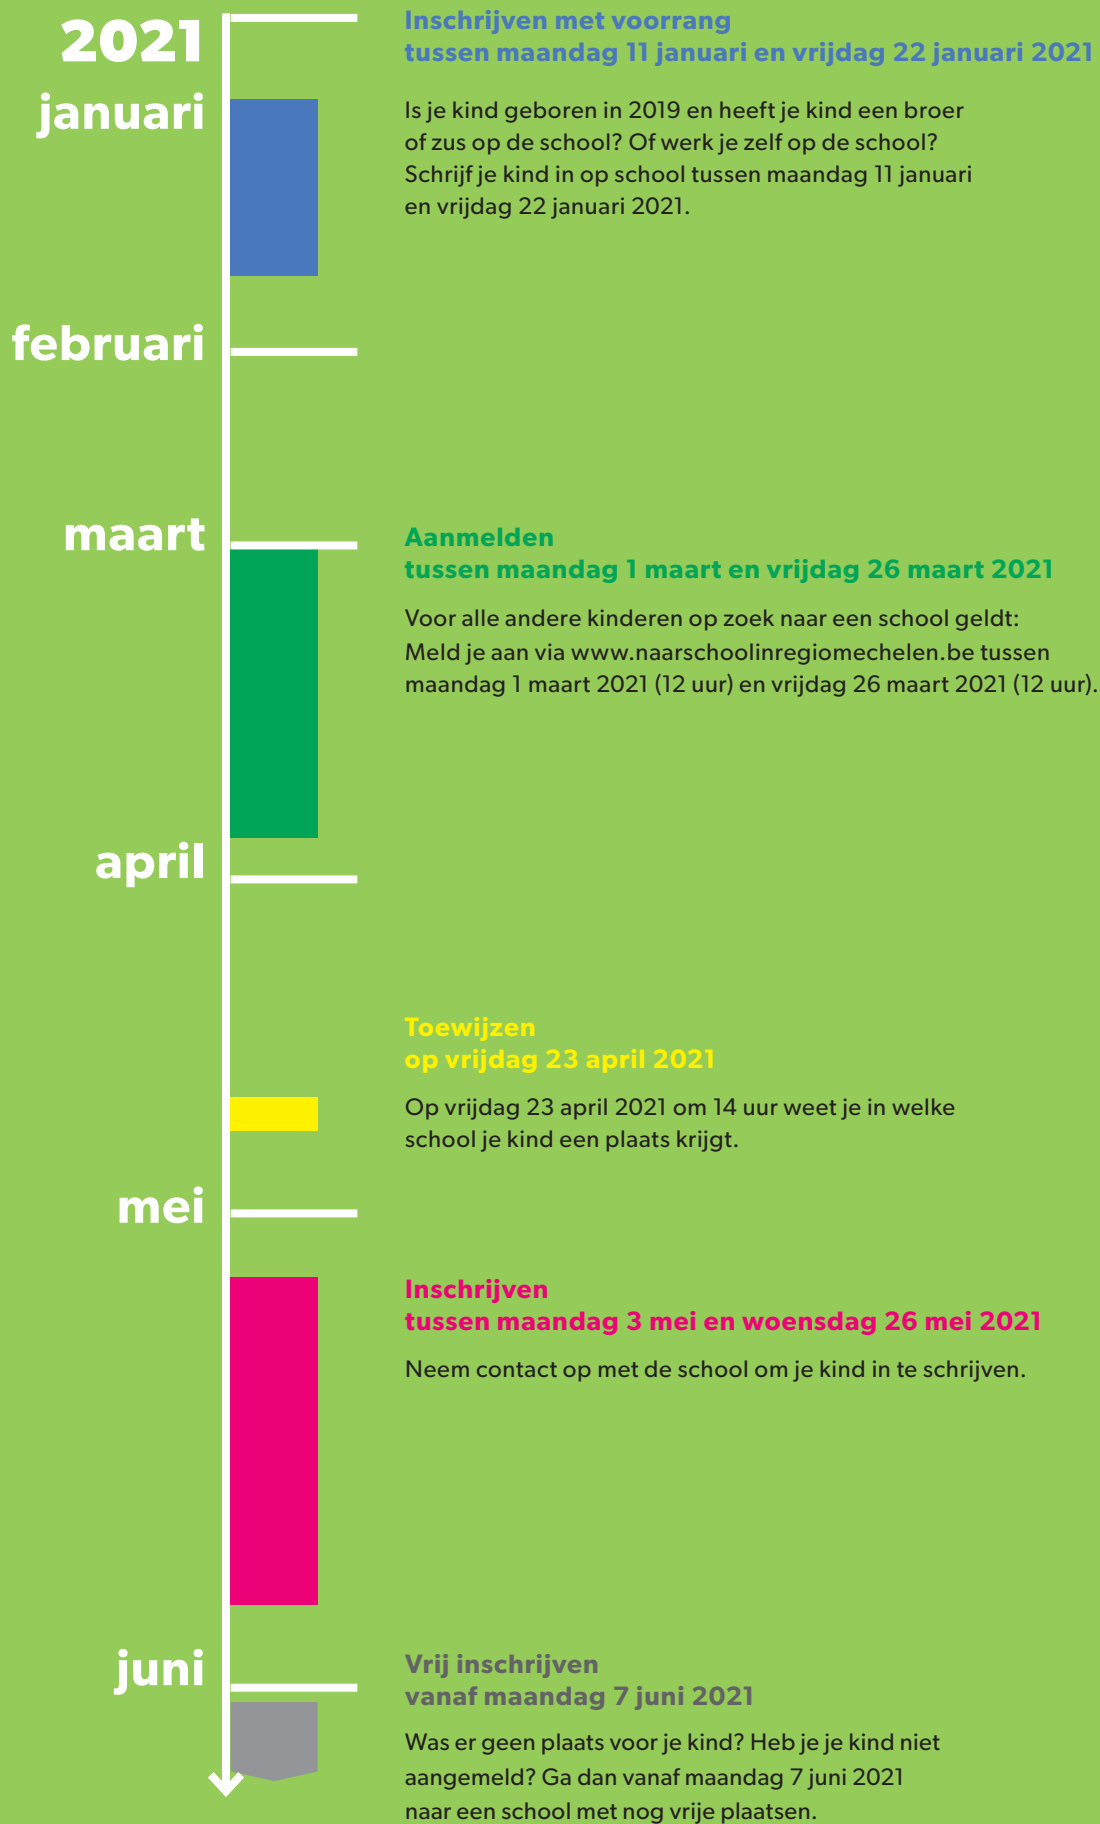 2021
januari
Inschrijven met voorrang
tussen maandag 11 januari en vrijdag 22 januari 2021
Is je kind geboren in 2019 en heeft je kind een broer
of zus op de school? Of werk je zelf op de school?
Schrijf je kind in op school tussen maandag 11 januari
en vrijdag 22 januari 2021.
februari
maart
Aanmelden
tussen maandag 1 maart en vrijdag 26 maart 2021
Voor alle andere kinderen op zoek naar een school geldt:
Meld je aan via www.naarschoolinregiomechelen.be tussen
maandag 1 maart 2021 (12 uur) en vrijdag 26 maart 2021 (12 uur).
april
Toewijzen
op vrijdag 23 april 2021
Op vrijdag 23 april 2021 om 14 uur weet je in welke
school je kind een plaats krijgt.
mei
Inschrijven
tussen maandag 3 mei en woensdag 26 mei 2021
Neem contact op met de school om je kind in te schrijven.
juni
Vrij inschrijven
vanaf maandag 7 juni 2021
Was er geen plaats voor je kind? Heb je je kind niet
aangemeld? Ga dan vanaf maandag 7 juni 2021
naar een school met nog vrije plaatsen.